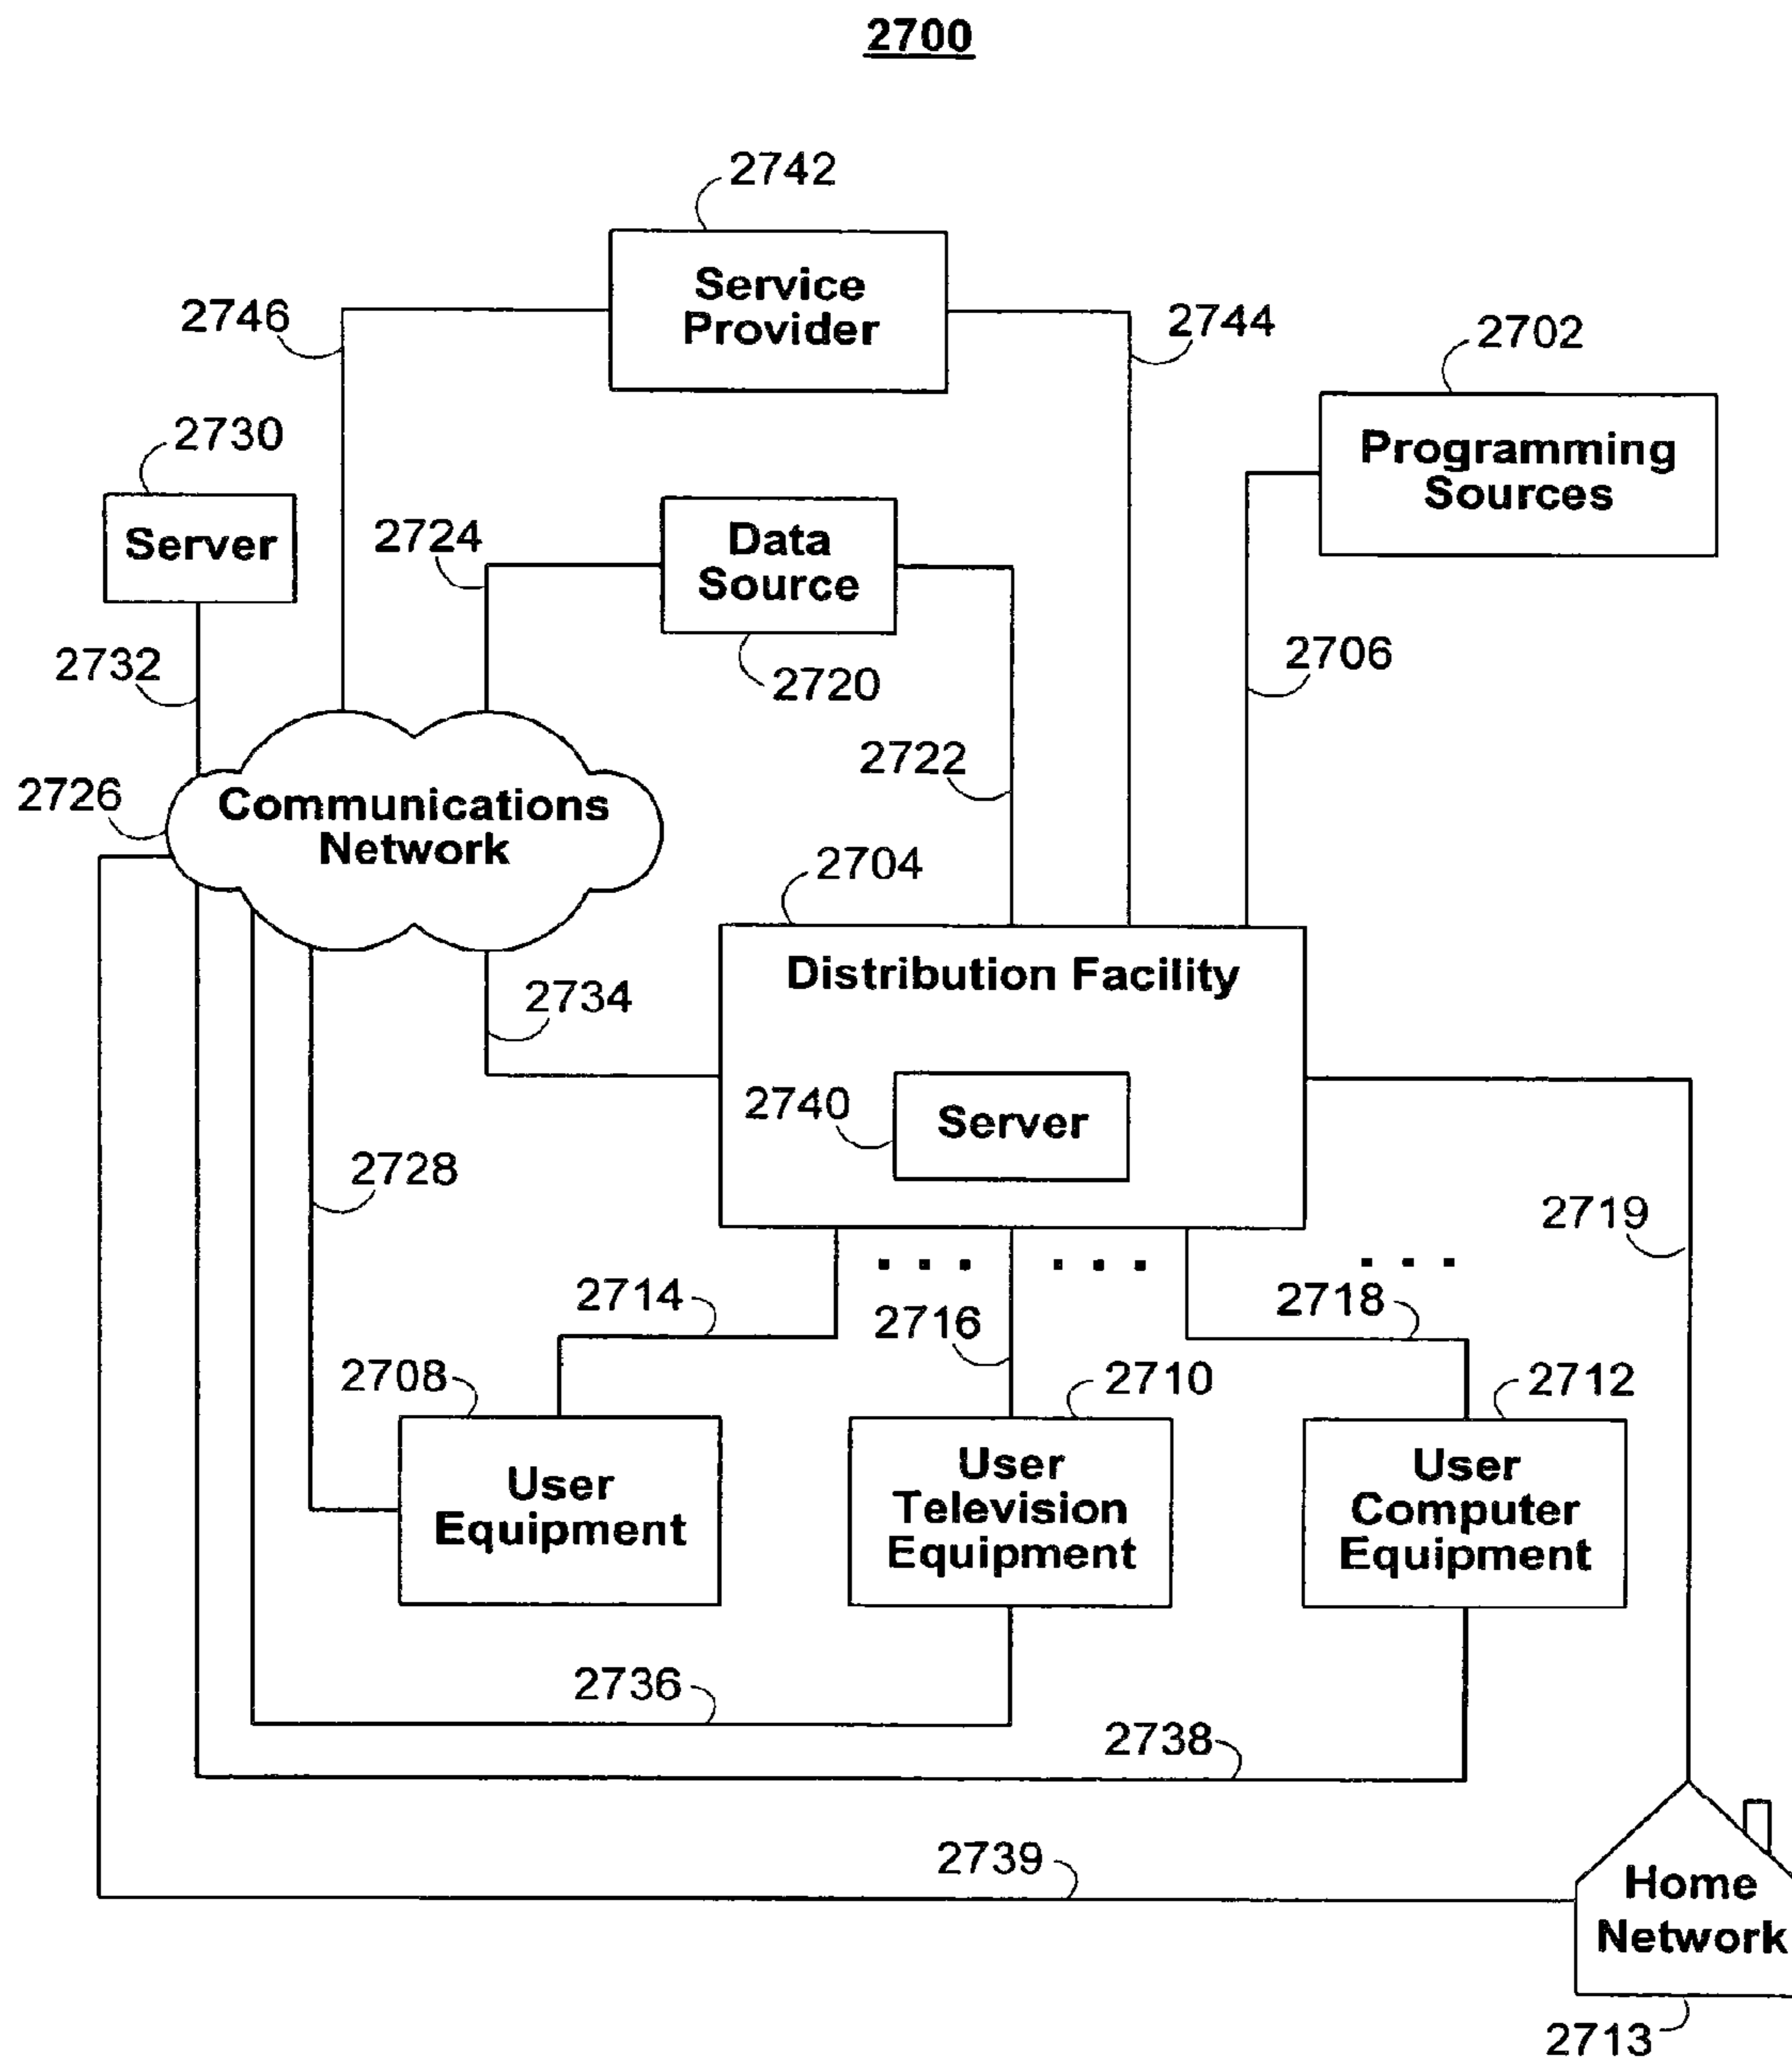 2700
2742
Service
Provider
2746
2744
2702
Programming
Sources
2730
Server
2724
Data
Source
2732
2720
2706
2722
2726
Communications
Network
2704
Distribution Facility
2734
2740
Server
2728
2719
2714
2716
2718
2708
2710
2712
User
Equipment
User
Television
Equipment
User
Computer
Equipment
2736
2738
2739
Home
Network
2713